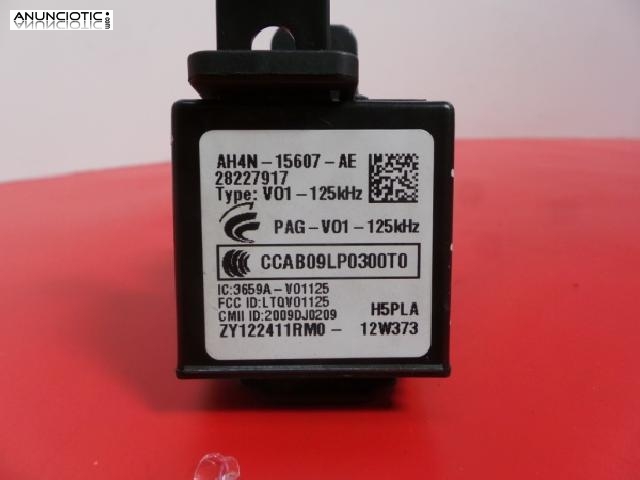 ANUNCIOTIC.com
AH4N-15607-AE
28227917
Type: V01-125kHz
PAG-V01-125kHz
CCAB09LP0300T0
IC:3659A-V01125
FCC ID:LTQV01125
CMII ID:2009DJ0209
H5PLA
ZY122411RM0- 12W373